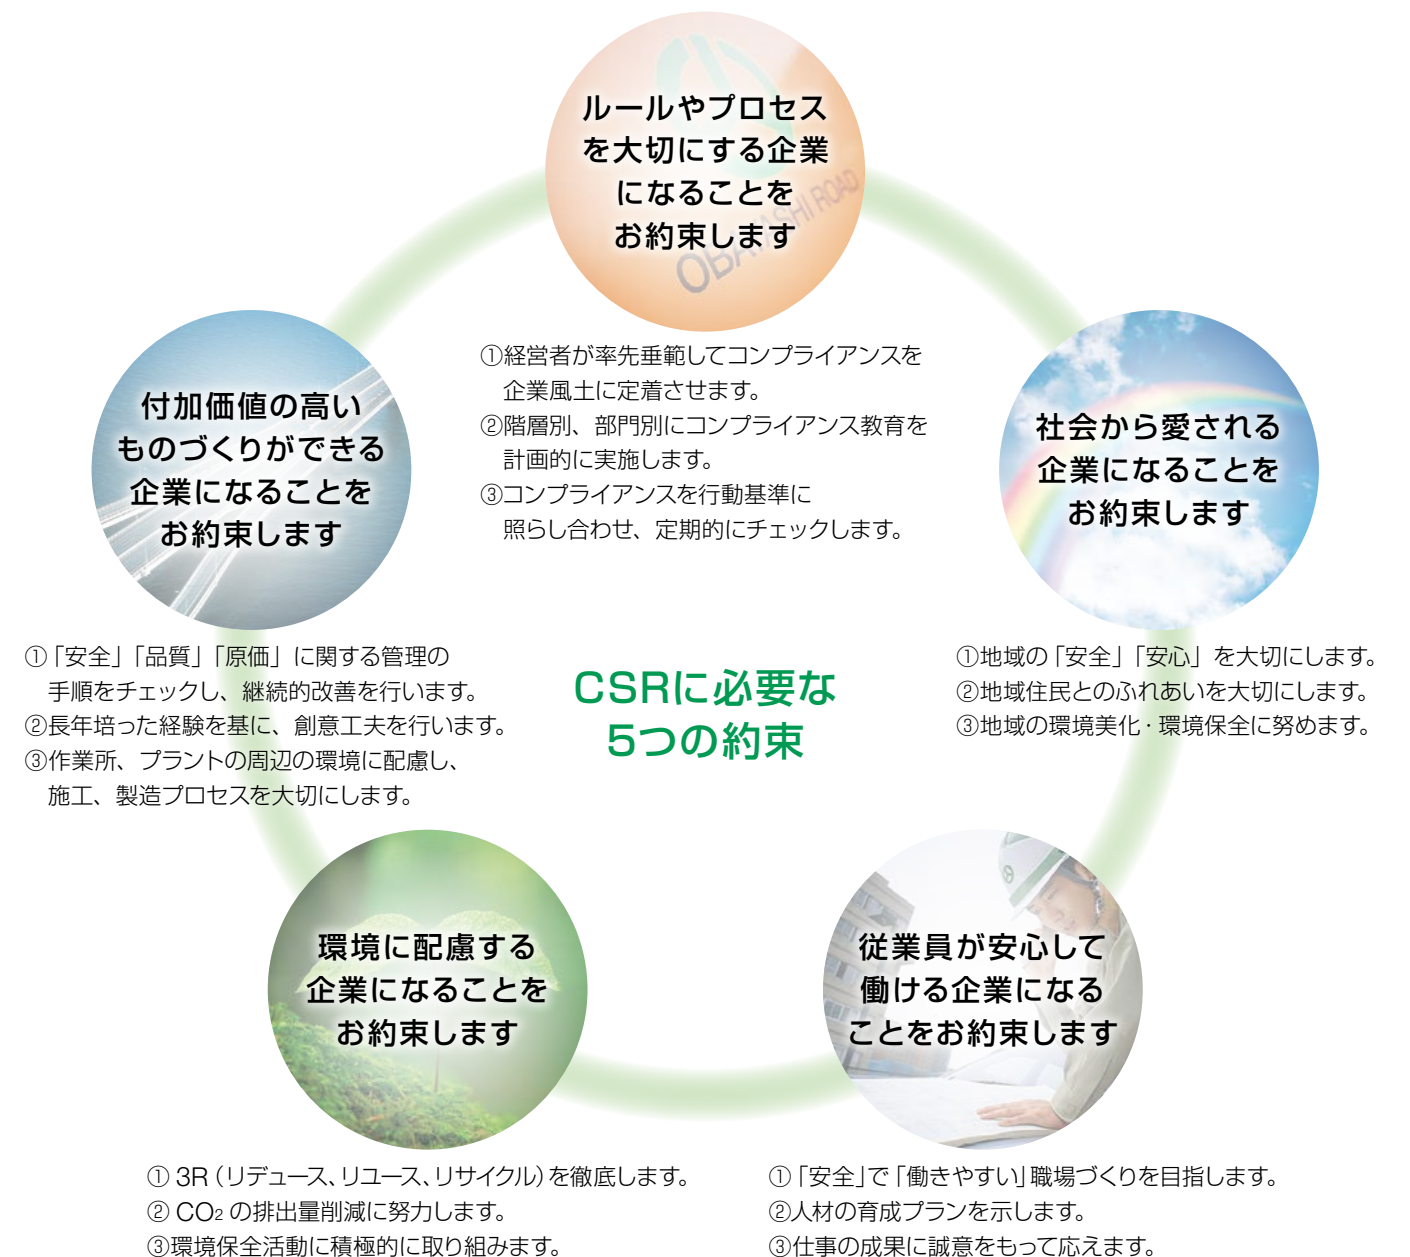 ルールやプロセス
を大切にする企業
になることを
お約束します
OBAYASHI ROAD
①経営者が率先垂範してコンプライアンスを
企業風土に定着させます。
②階層別、部門別にコンプライアンス教育を
計画的に実施します。
③コンプライアンスを行動基準に
照らし合わせ、定期的にチェックします。
付加価値の高い
ものづくりができる
企業になることを
お約束します
①「安全」「品質」「原価」に関する管理の
手順をチェックし、継続的改善を行います。
②長年培った経験を基に、創意工夫を行います。
③作業所、プラントの周辺の環境に配慮し、
施工、製造プロセスを大切にします。
CSRに必要な
5つの約束
社会から愛される
企業になることを
お約束します
①地域の「安全」「安心」を大切にします。
②地域住民とのふれあいを大切にします。
③地域の環境美化・環境保全に努めます。
環境に配慮する
企業になることを
お約束します
① 3R（リデュース、リユース、リサイクル）を徹底します。
② CO₂ の排出量削減に努力します。
③環境保全活動に積極的に取り組みます。
従業員が安心して
働ける企業になる
ことをお約束します
①「安全」で「働きやすい」職場づくりを目指します。
②人材の育成プランを示します。
③仕事の成果に誠意をもって応えます。